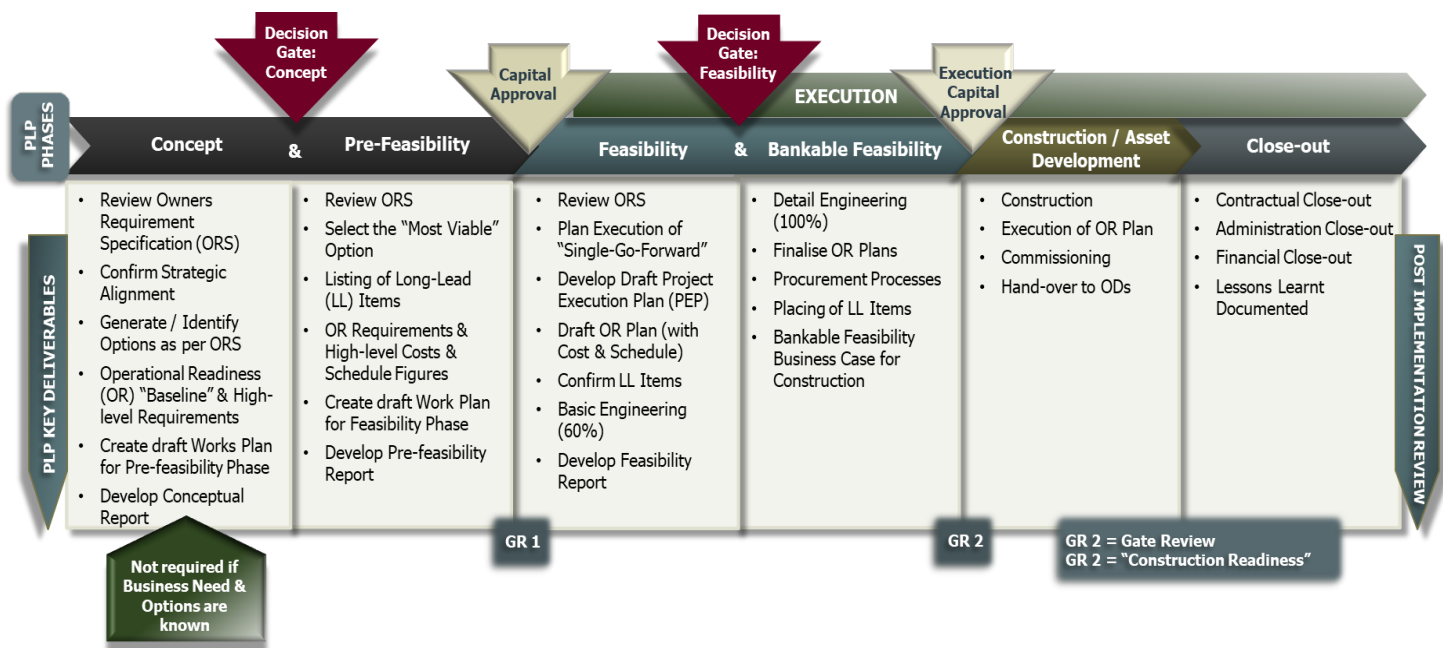 Decision
Gate:
Concept
Capital
Approval
Decision
Gate:
Feasibility
Execution
Capital
Approval
EXECUTION
PLP
PHASES
Concept
&
Pre-Feasibility
Feasibility
&
Bankable Feasibility
Construction / Asset
Development
Close-out
PLP KEY DELIVERABLES
• Review Owners
Requirement
Specification (ORS)
• Confirm Strategic
Alignment
• Generate / Identify
Options as per ORS
• Operational Readiness
(OR) “Baseline” & High-
level Requirements
• Create draft Works Plan
for Pre-feasibility Phase
• Develop Conceptual
Report
• Review ORS
• Select the “Most Viable”
Option
• Listing of Long-Lead
(LL) Items
• OR Requirements &
High-level Costs &
Schedule Figures
• Create draft Work Plan
for Feasibility Phase
• Develop Pre-feasibility
Report
• Review ORS
• Plan Execution of
“Single-Go-Forward”
• Develop Draft Project
Execution Plan (PEP)
• Draft OR Plan (with
Cost & Schedule)
• Confirm LL Items
• Basic Engineering
(60%)
• Develop Feasibility
Report
• Detail Engineering
(100%)
• Finalise OR Plans
• Procurement Processes
• Placing of LL Items
• Bankable Feasibility
Business Case for
Construction
• Construction
• Execution of OR Plan
• Commissioning
• Hand-over to ODs
• Contractual Close-out
• Administration Close-out
• Financial Close-out
• Lessons Learnt
Documented
POST IMPLEMENTATION REVIEW
GR 1
GR 2
GR 2 = Gate Review
GR 2 = “Construction Readiness”
Not required if
Business Need &
Options are
known